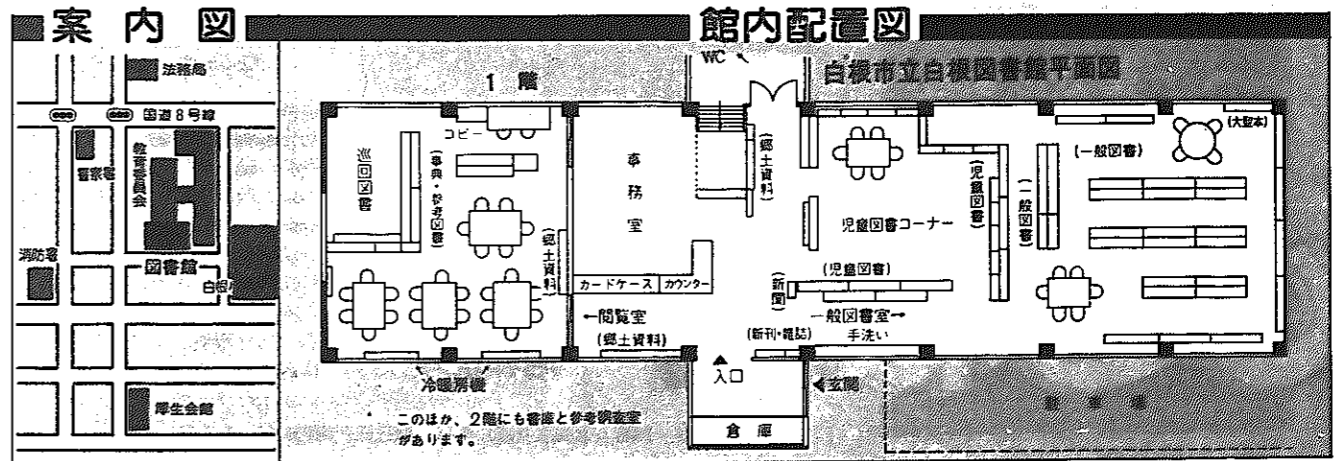 案内図
法務局
国道8号線
警察署
教育委員会
消防署
図書館
白根小
厚生会館
館内配置図
白根市立白根図書館平面図
1階
WC
コピー
巡回図書
(事典・参考図書)
(郷土資料)
事務室
(郷土資料)
カードケース
カウンター
←閲覧室
(郷土資料)
冷暖房機
児童図書コーナー
(児童図書)
(児童図書)
(新聞)
一般図書室→
手洗い
(新刊・雑誌)
(一般図書)
(一般図書)
(大型本)
入口
玄関
倉庫
駐車場
このほか、2階にも書庫と参考調査室
があります。